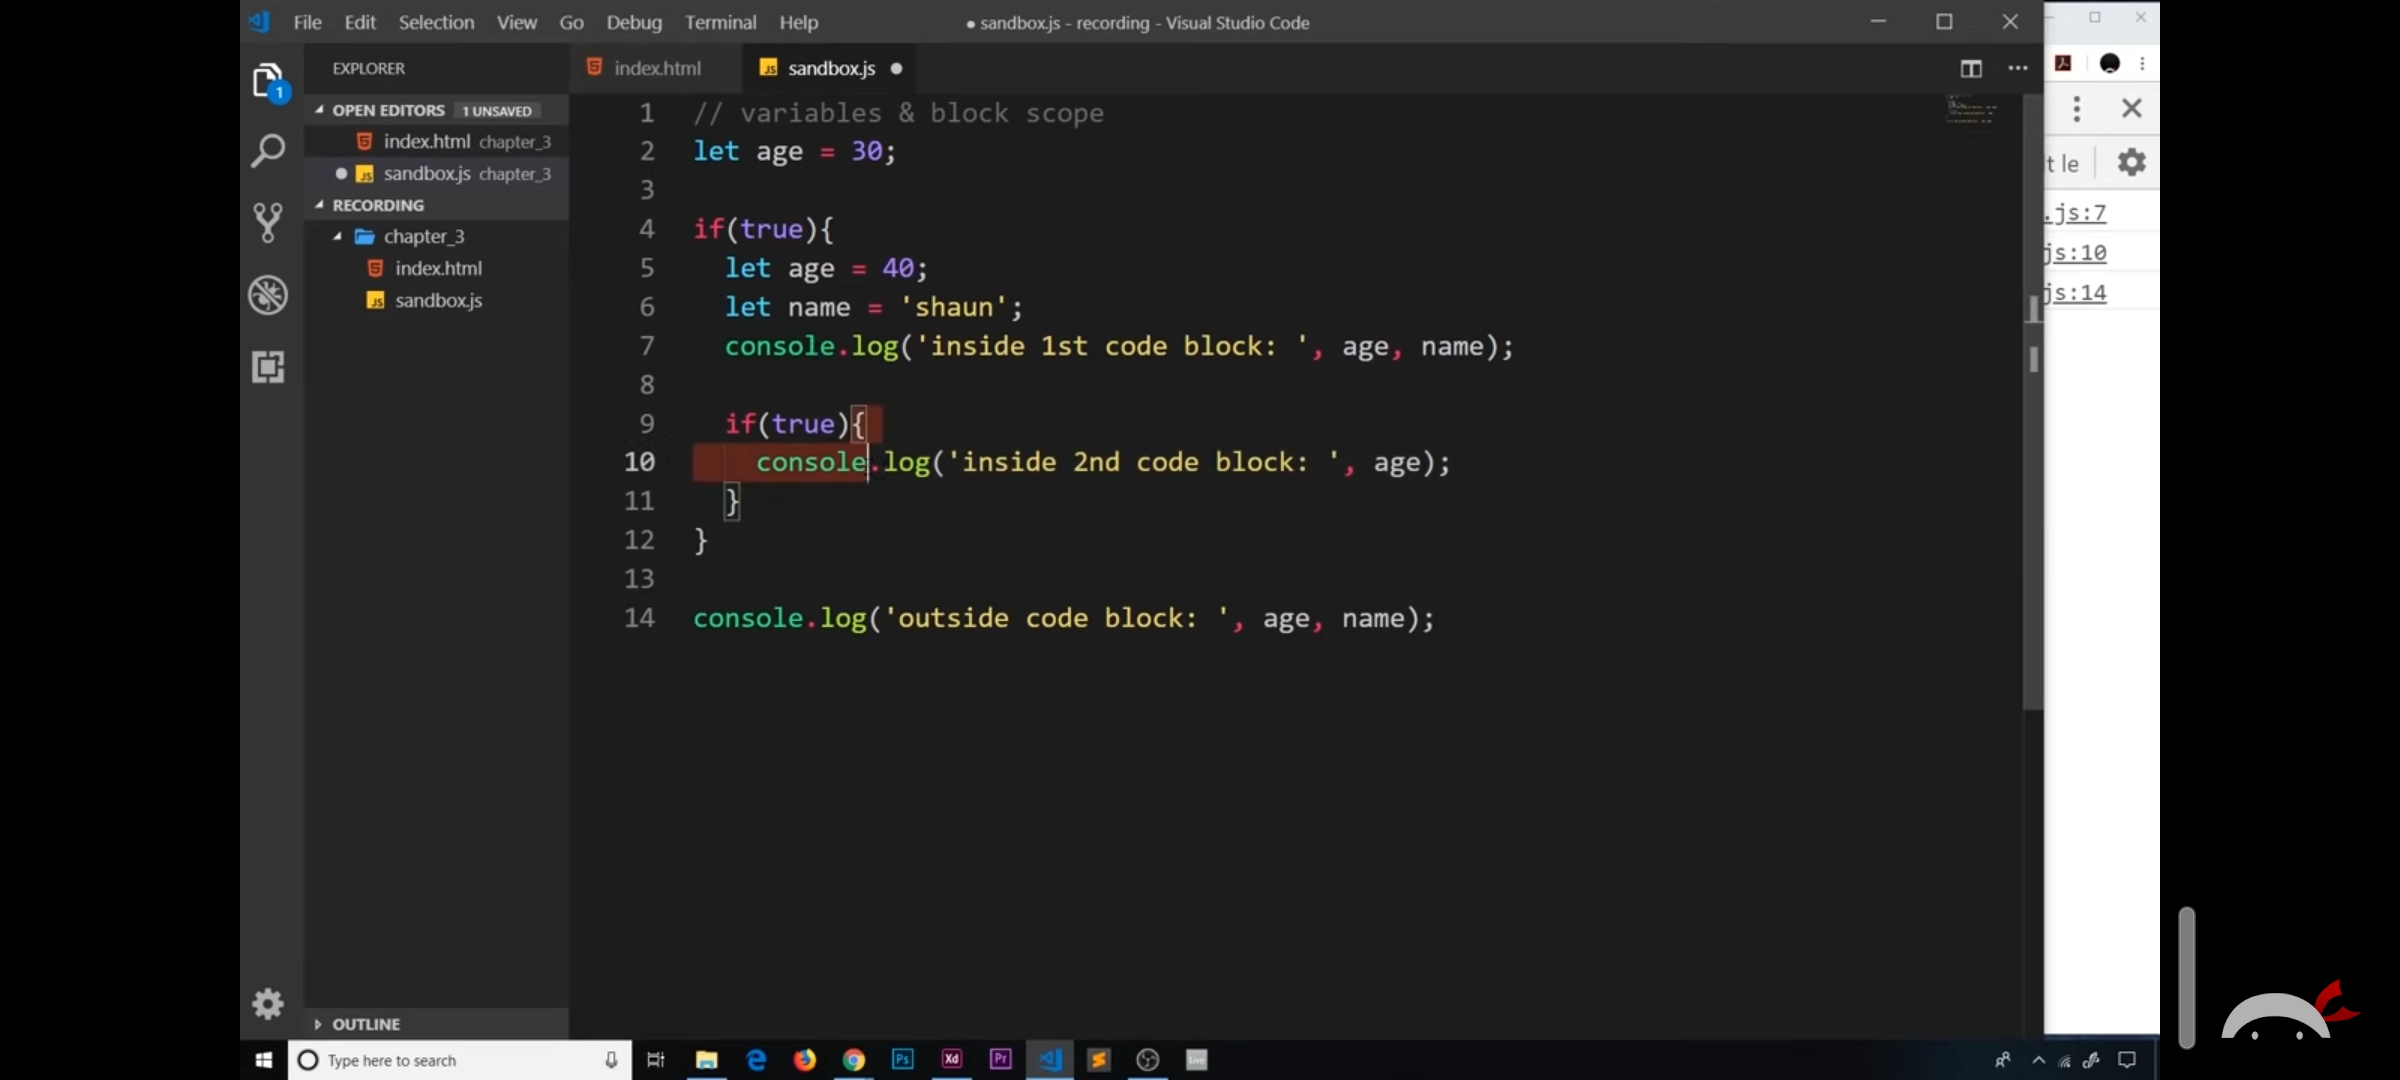 File Edit Selection View Go Debug Terminal Help ● sandbox.js - recording - Visual Studio Code
EXPLORER
index.html sandbox.js
1
OPEN EDITORS 1 UNSAVED
index.html chapter_3
sandbox.js chapter_3
RECORDING
chapter_3
index.html
sandbox.js
OUTLINE
1 // variables & block scope
2 let age = 30;
3
4 if(true){
5 let age = 40;
6 let name = 'shaun';
7 console.log('inside 1st code block: ', age, name);
8
9 if(true){
10 console.log('inside 2nd code block: ', age);
11 }
12 }
13
14 console.log('outside code block: ', age, name);
t le
.js:7
js:10
js:14
Type here to search
Ps
Xd
Pr